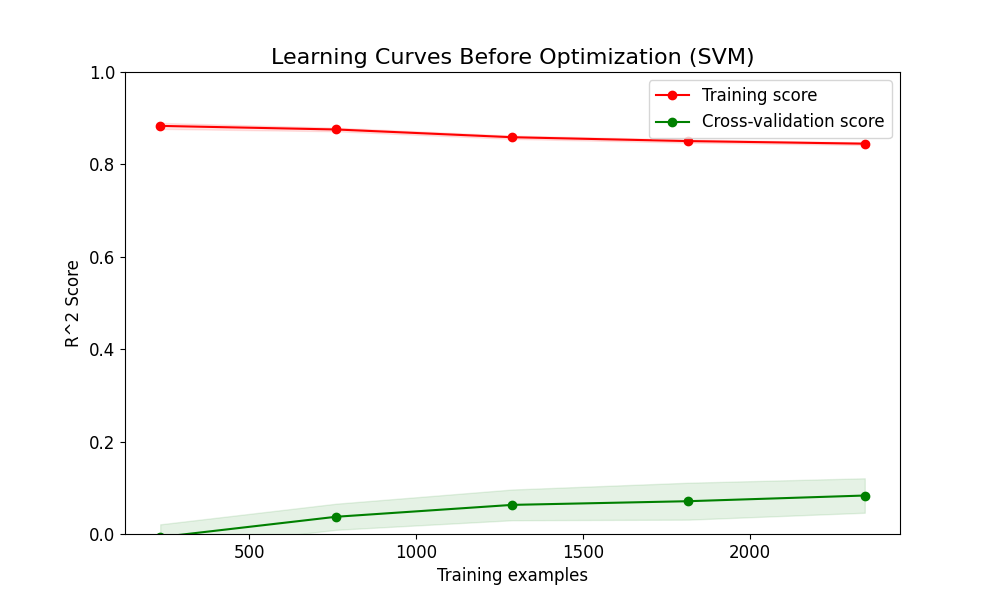 Learning Curves Before Optimization (SVM)
Training score
Cross-validation score
R^2 Score
1.0
0.8
0.6
0.4
0.2
0.0
500 1000 1500 2000
Training examples